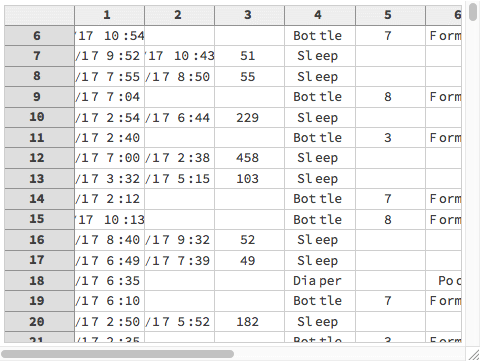 1 2 3 4 5 6
6 /17 10:54 Bottle 7 Form
7 /17 9:52 /17 10:43 51 Sleep
8 /17 7:55 /17 8:50 55 Sleep
9 /17 7:04 Bottle 8 Form
10 /17 2:54 /17 6:44 229 Sleep
11 /17 2:40 Bottle 3 Form
12 /17 7:00 /17 2:38 458 Sleep
13 /17 3:32 /17 5:15 103 Sleep
14 /17 2:12 Bottle 7 Form
15 /17 10:13 Bottle 8 Form
16 /17 8:40 /17 9:32 52 Sleep
17 /17 6:49 /17 7:39 49 Sleep
18 /17 6:35 Diaper Poo
19 /17 6:10 Bottle 7 Form
20 /17 2:50 /17 5:52 182 Sleep
21 /17 2:35 Bottle 3 Form